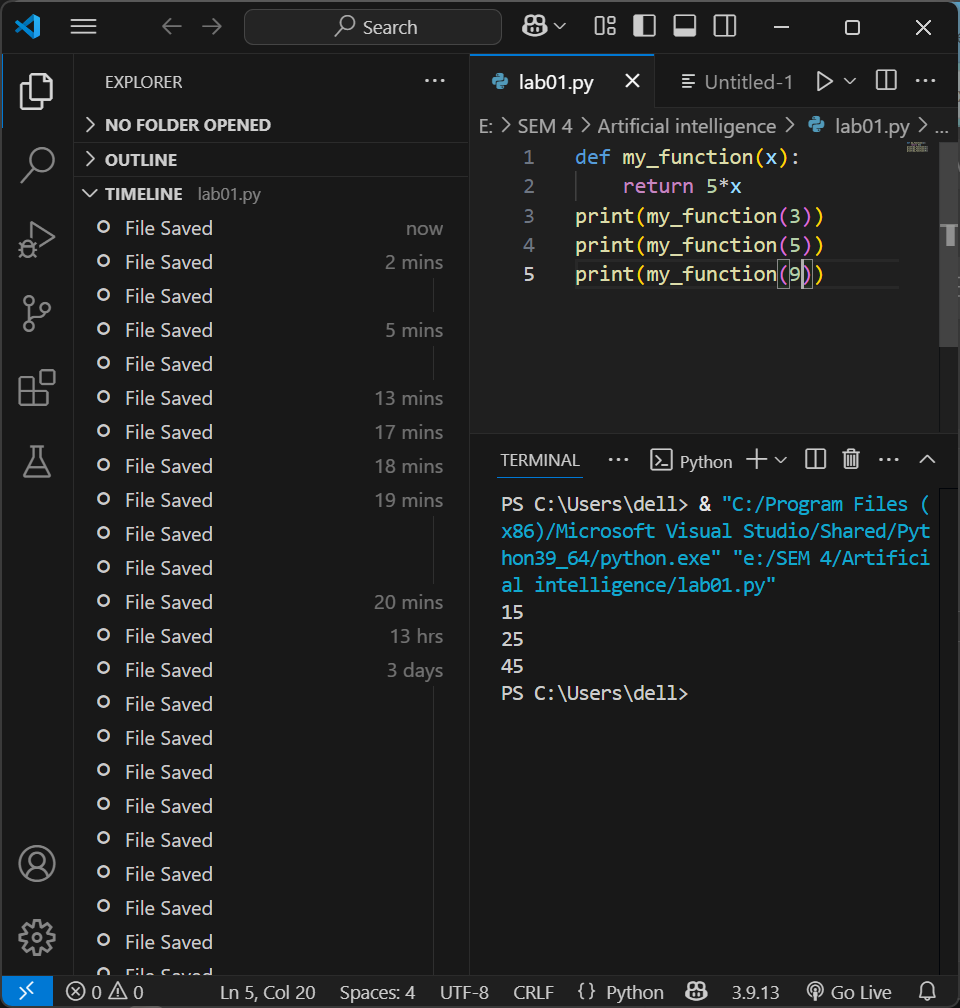 Search
EXPLORER
NO FOLDER OPENED
OUTLINE
TIMELINE lab01.py
File Saved now
File Saved 2 mins
File Saved
File Saved 5 mins
File Saved
File Saved 13 mins
File Saved 17 mins
File Saved 18 mins
File Saved 19 mins
File Saved
File Saved
File Saved 20 mins
File Saved 13 hrs
File Saved 3 days
File Saved
File Saved
File Saved
File Saved
File Saved
File Saved
File Saved
File Saved
File Saved
lab01.py
Untitled-1
E: > SEM 4 > Artificial intelligence > lab01.py > ...
1 def my_function(x):
2 return 5*x
3 print(my_function(3))
4 print(my_function(5))
5 print(my_function(9))
TERMINAL
Python
PS C:\Users\dell> & "C:/Program Files (
x86)/Microsoft Visual Studio/Shared/Pyt
hon39_64/python.exe" "e:/SEM 4/Artifici
al intelligence/lab01.py"
15
25
45
PS C:\Users\dell>
0 0 Ln 5, Col 20 Spaces: 4 UTF-8 CRLF {} Python 3.9.13 Go Live